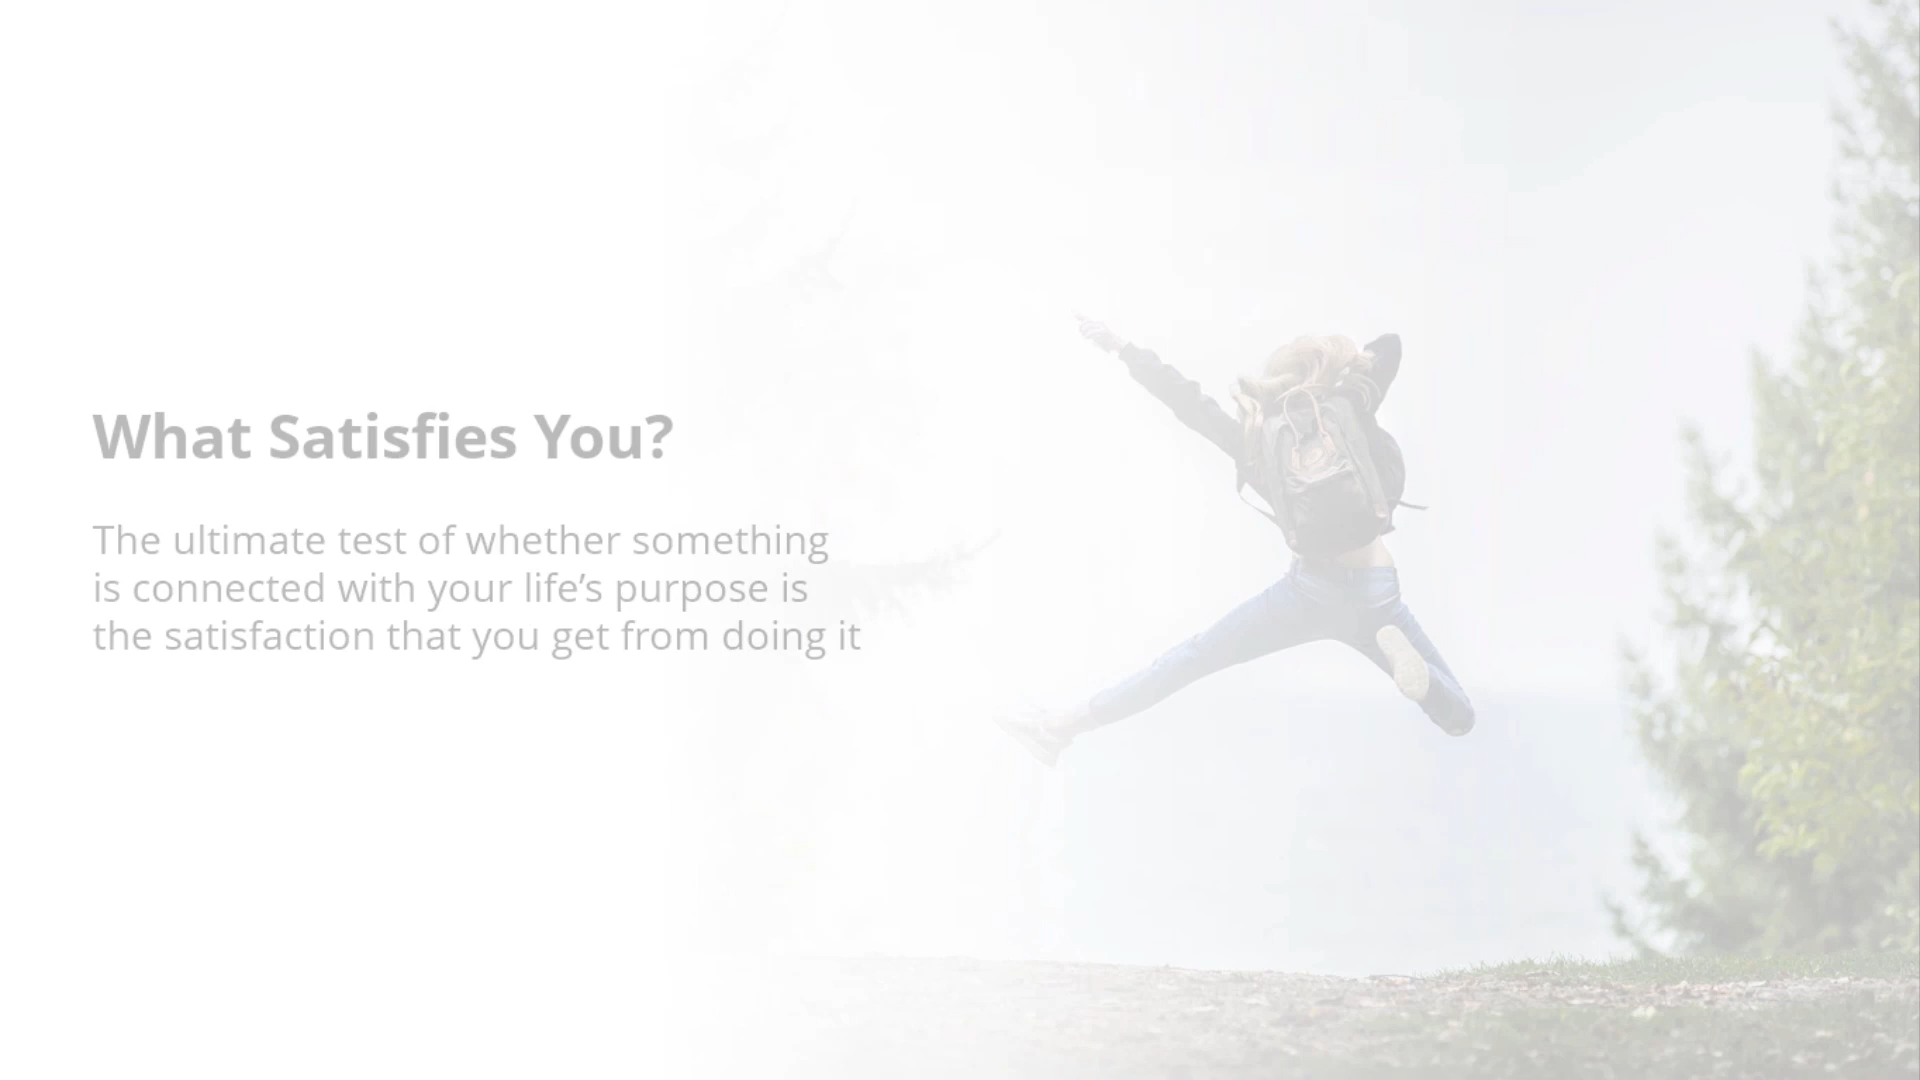 What Satisfies You?
The ultimate test of whether something
is connected with your life’s purpose is
the satisfaction that you get from doing it